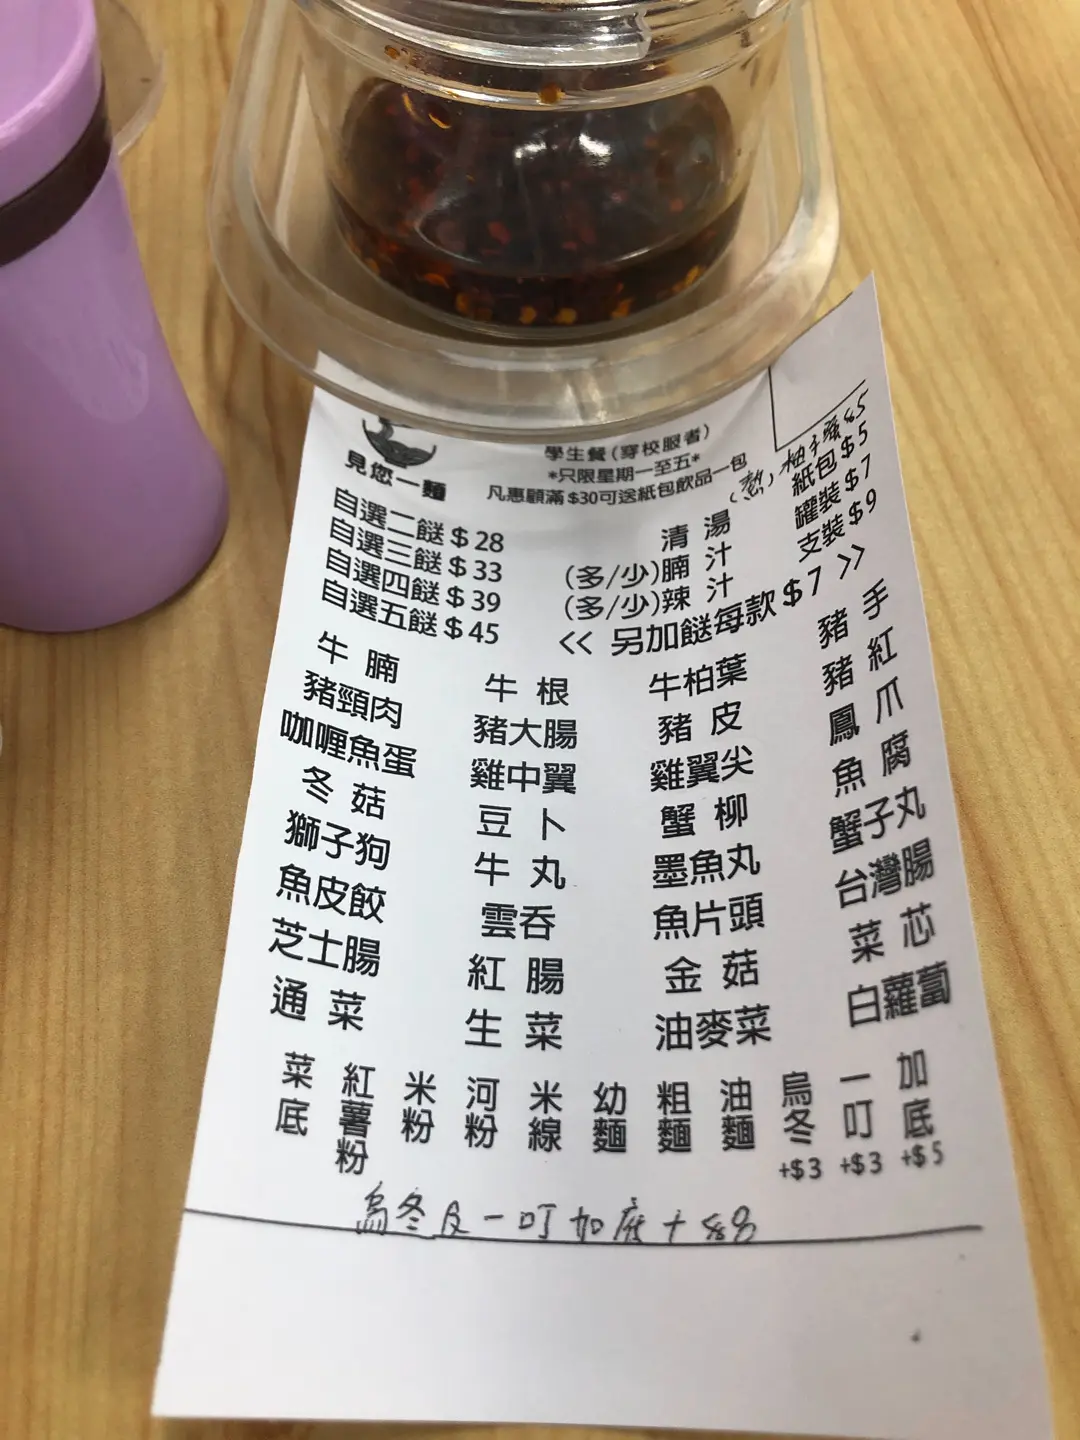 見您一麵
學生餐（穿校服者）
*只限星期一至五*
凡惠顧滿$30可送紙包飲品一包
自選二餸$28
自選三餸$33
自選四餸$39
自選五餸$45
清 湯
(多/少)腩 汁
(多/少)辣 汁
(熱)
紙包$5
罐裝$7
支裝$9
<< 另加餸每款$7 >>
牛 腩 牛 根 牛柏葉 豬 手
豬頸肉 豬大腸 豬 皮 豬 紅
咖喱魚蛋 雞中翼 雞翼尖 鳳 爪
冬 菇 豆 卜 蟹 柳 魚 腐
獅子狗 牛 丸 墨魚丸 蟹子丸
魚皮餃 雲吞 魚片頭 台灣腸
芝士腸 紅 腸 金 菇 菜 芯
通 菜 生 菜 油麥菜 白蘿蔔
菜底 紅薯粉 米粉 河粉 米線 幼麵 粗麵 油麵 烏冬 一叮 加底
+$3 +$3 +$5
烏冬及一叮加底+$8